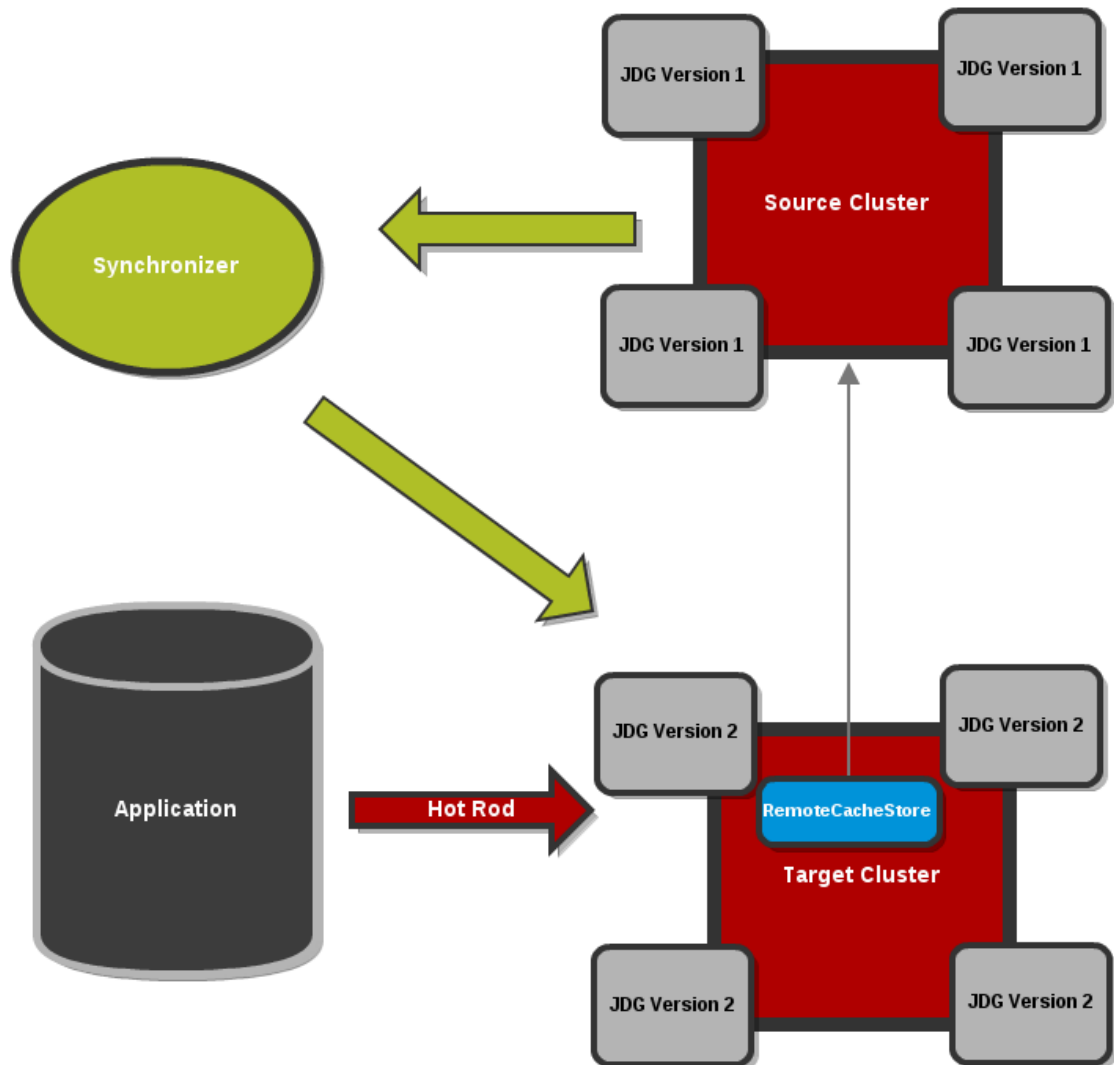 JDG Version 1
JDG Version 1
Source Cluster
Synchronizer
JDG Version 1
JDG Version 1
JDG Version 2
JDG Version 2
Application
Hot Rod
RemoteCacheStore
Target Cluster
JDG Version 2
JDG Version 2